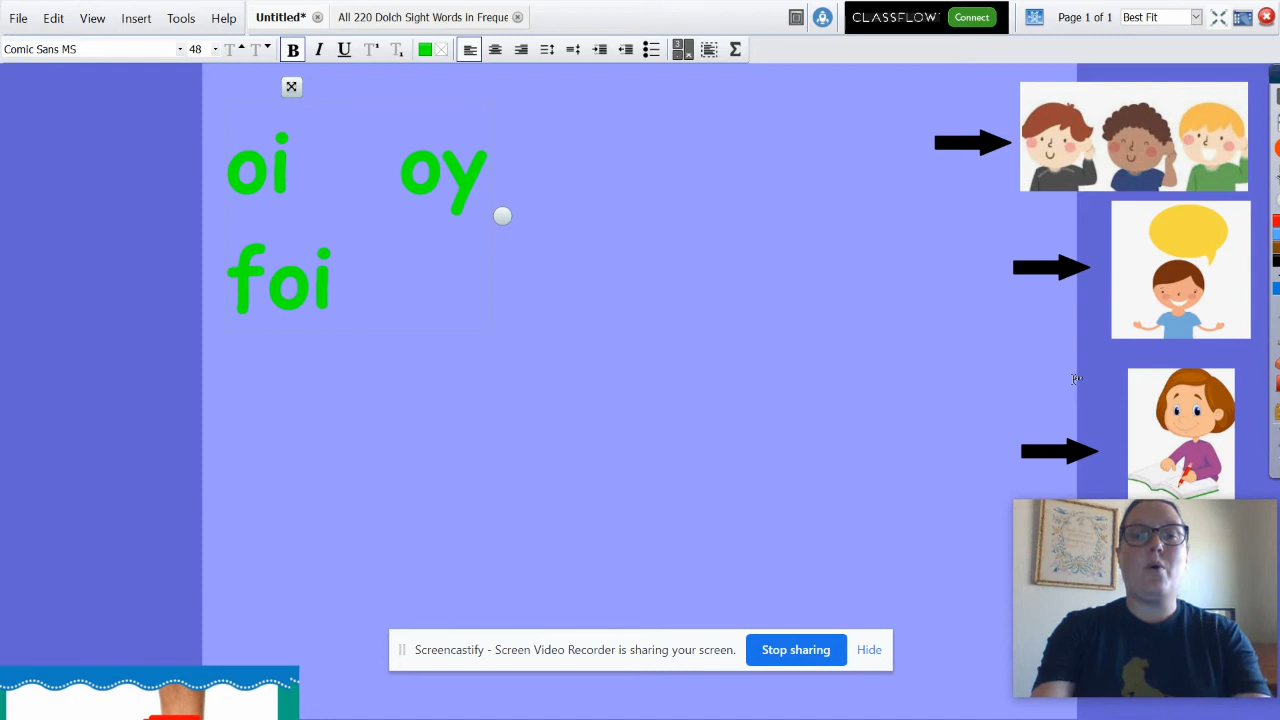 File Edit View Insert Tools Help
Untitled* All 220 Dolch Sight Words in Freque
CLASSFLOW Connect
Page 1 of 1 Best Fit
Comic Sans MS 48 T T B I U T T Σ
oi oy
foi
Screencastify - Screen Video Recorder is sharing your screen. Stop sharing Hide